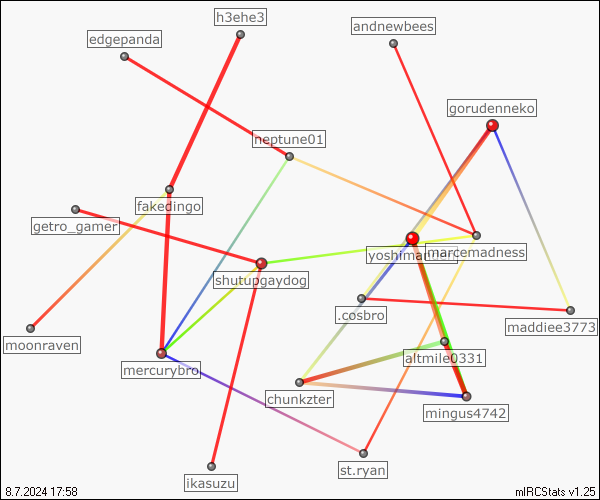 h3ehe3
andnewbees
edgepanda
gorudenneko
neptune01
fakedingo
getro_gamer
marcemadness
shutupgaydog
.cosbro
maddiee3773
moonraven
altmile0331
mercurybro
chunkzter
mingus4742
st.ryan
ikasuzu
8.7.2024 17:58
mIRCStats v1.25